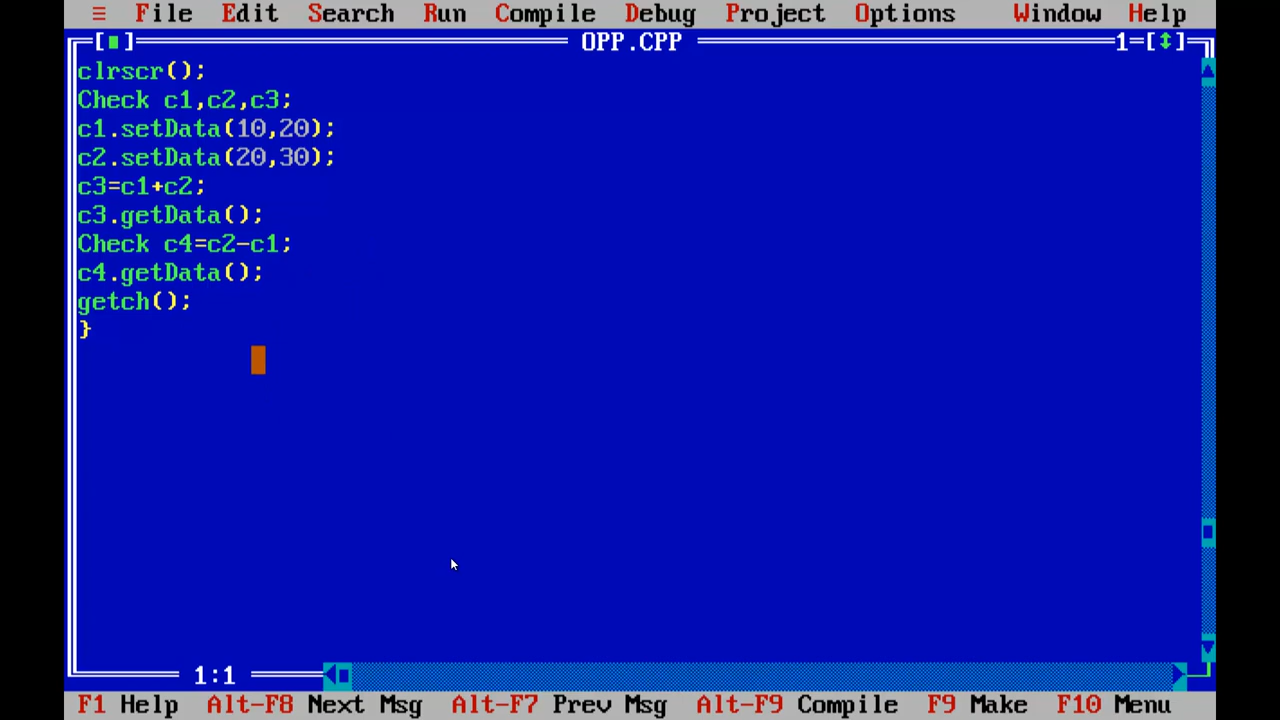 ≡ File Edit Search Run Compile Debug Project Options Window Help
[■] OPP.CPP 1=[↕]
clrscr();
Check c1,c2,c3;
c1.setData(10,20);
c2.setData(20,30);
c3=c1+c2;
c3.getData();
Check c4=c2-c1;
c4.getData();
getch();
}
1:1
F1 Help Alt-F8 Next Msg Alt-F7 Prev Msg Alt-F9 Compile F9 Make F10 Menu